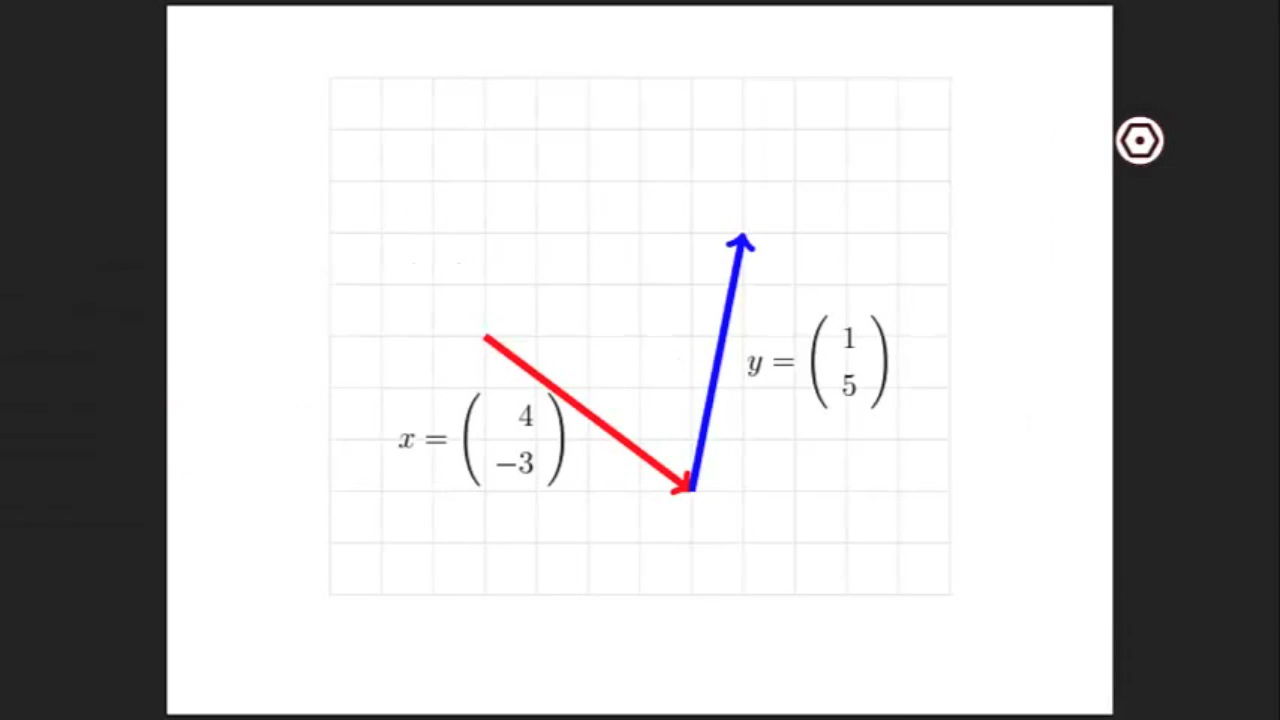 y = ( 1 5 )
x = ( 4 −3 )